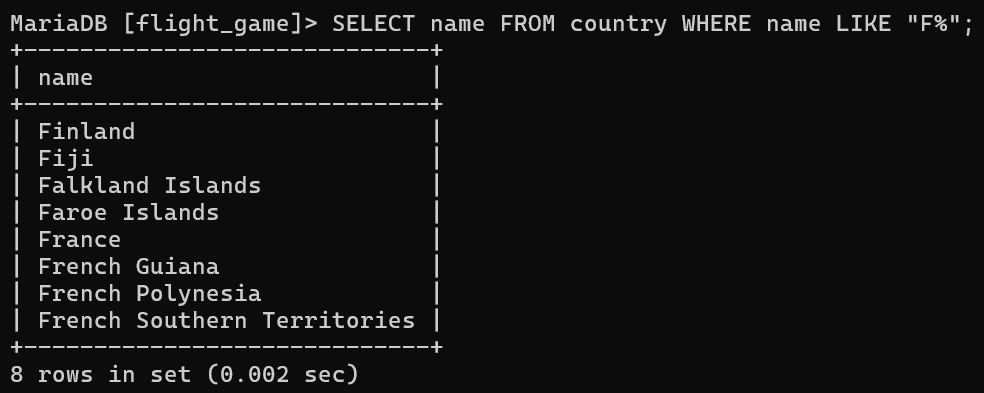 MariaDB [flight_game]> SELECT name FROM country WHERE name LIKE "F%";
+------------------------------+
| name                         |
+------------------------------+
| Finland                      |
| Fiji                         |
| Falkland Islands             |
| Faroe Islands                |
| France                       |
| French Guiana                |
| French Polynesia             |
| French Southern Territories |
+------------------------------+
8 rows in set (0.002 sec)